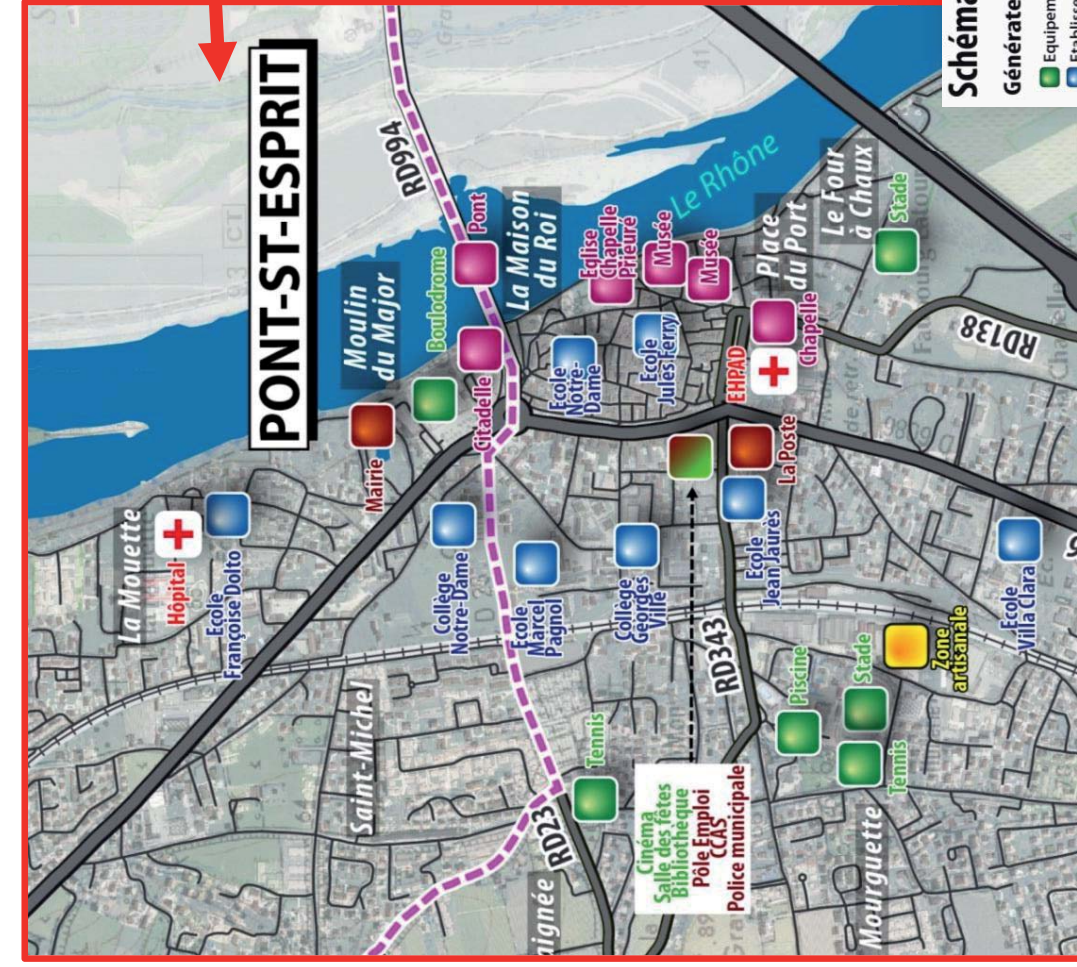 PONT-ST-ESPRIT
Schéma
Générate
Equipem
Etablisse
RD994
Pont
Boulodrome
La Maison
du Roi
Moulin
du Major
Citadelle
Mairie
Le Rhône
Eglise
Chapelle
Prieuré
Musée
Musée
Place
du Port
Le Four
à Chaux
Stade
Chapelle
EHPAD
RD138
Ecole
Notre-
Dame
Ecole
Jules Ferry
La Poste
La Mouette
Hôpital
Ecole
Françoise Dolto
Collège
Notre-Dame
Ecole
Marcel
Pagnol
Collège
Georges
Ville
Ecole
Jean Jaurès
Ecole
Villa Clara
Saint-Michel
RD343
Piscine
Stade
Tennis
Zone
artisanale
Tennis
RD23
Cinéma
Salle des fêtes
Bibliothèque
Pôle Emploi
CCAS
Police municipale
aignée
Mourguette